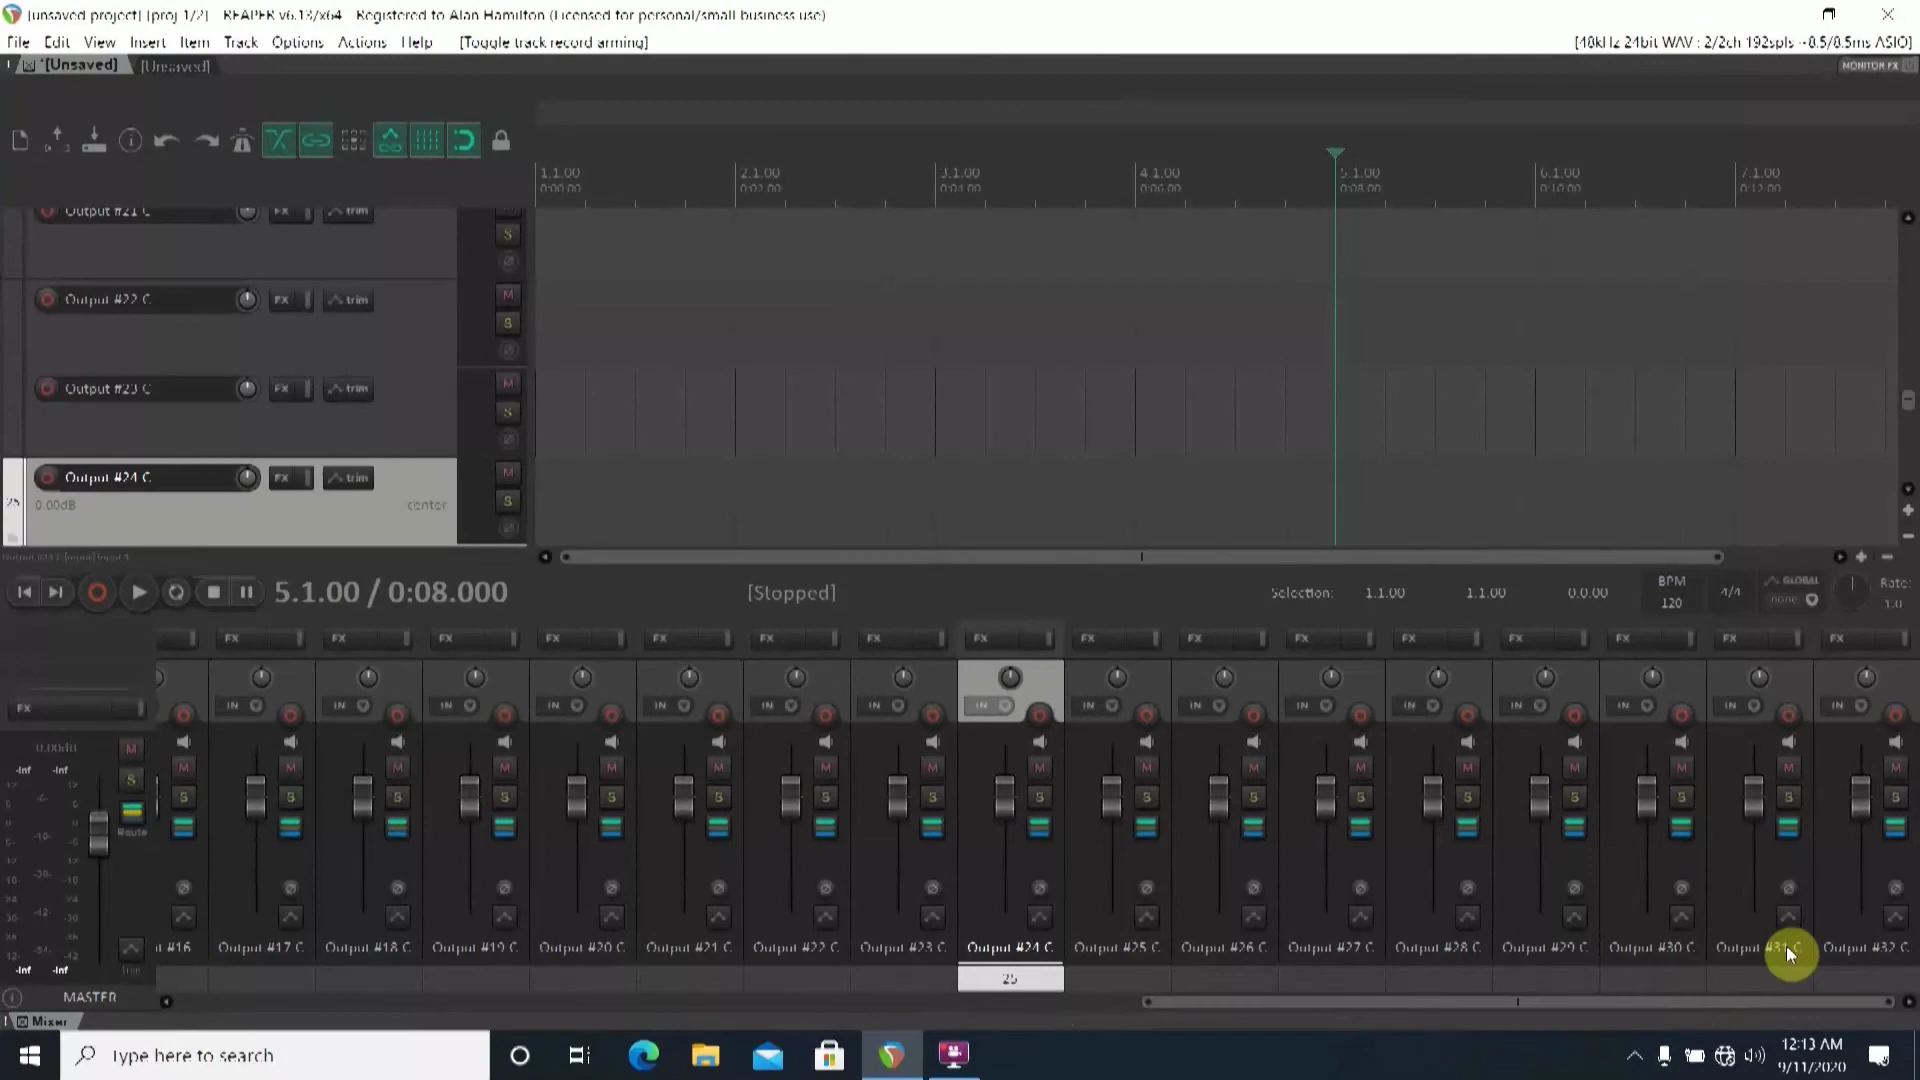 [unsaved project] [proj 1/2] - REAPER v6.13/x64 - Registered to Alan Hamilton (Licensed for personal/small business use)
File Edit View Insert Item Track Options Actions Help [Toggle track record arming]
[48kHz 24bit WAV : 2/2ch 192spls ~8.5/8.5ms ASIO]
*[Unsaved] [Unsaved]
MONITOR FX
1.1.00 2.1.00 3.1.00 4.1.00 5.1.00 6.1.00 7.1.00
0:00.00 0:02.00 0:04.00 0:06.00 0:08.00 0:10.00 0:12.00
Output #21 C FX trim
S
Output #22 C FX trim M
S
Output #23 C FX trim M
S
Output #24 C FX trim M
25 0.00dB center S
5.1.00 / 0:08.000 [Stopped] Selection: 1.1.00 1.1.00 0.0.00
BPM 120 4/4 GLOBAL none Rate: 1.0
FX FX FX FX FX FX FX FX FX FX FX FX FX FX FX FX
FX IN IN IN IN IN IN IN IN IN IN IN IN IN IN IN IN
0.00dB M
-inf -inf M M M M M M M M M M M M M M M M M
S S S S S S S S S S S S S S S S S S
Route
-inf -inf Trim
#16 Output #17 C Output #18 C Output #19 C Output #20 C Output #21 C Output #22 C Output #23 C Output #24 C Output #25 C Output #26 C Output #27 C Output #28 C Output #29 C Output #30 C Output #31 C Output #32 C
25
MASTER
Mixer
Type here to search
12:13 AM
9/11/2020